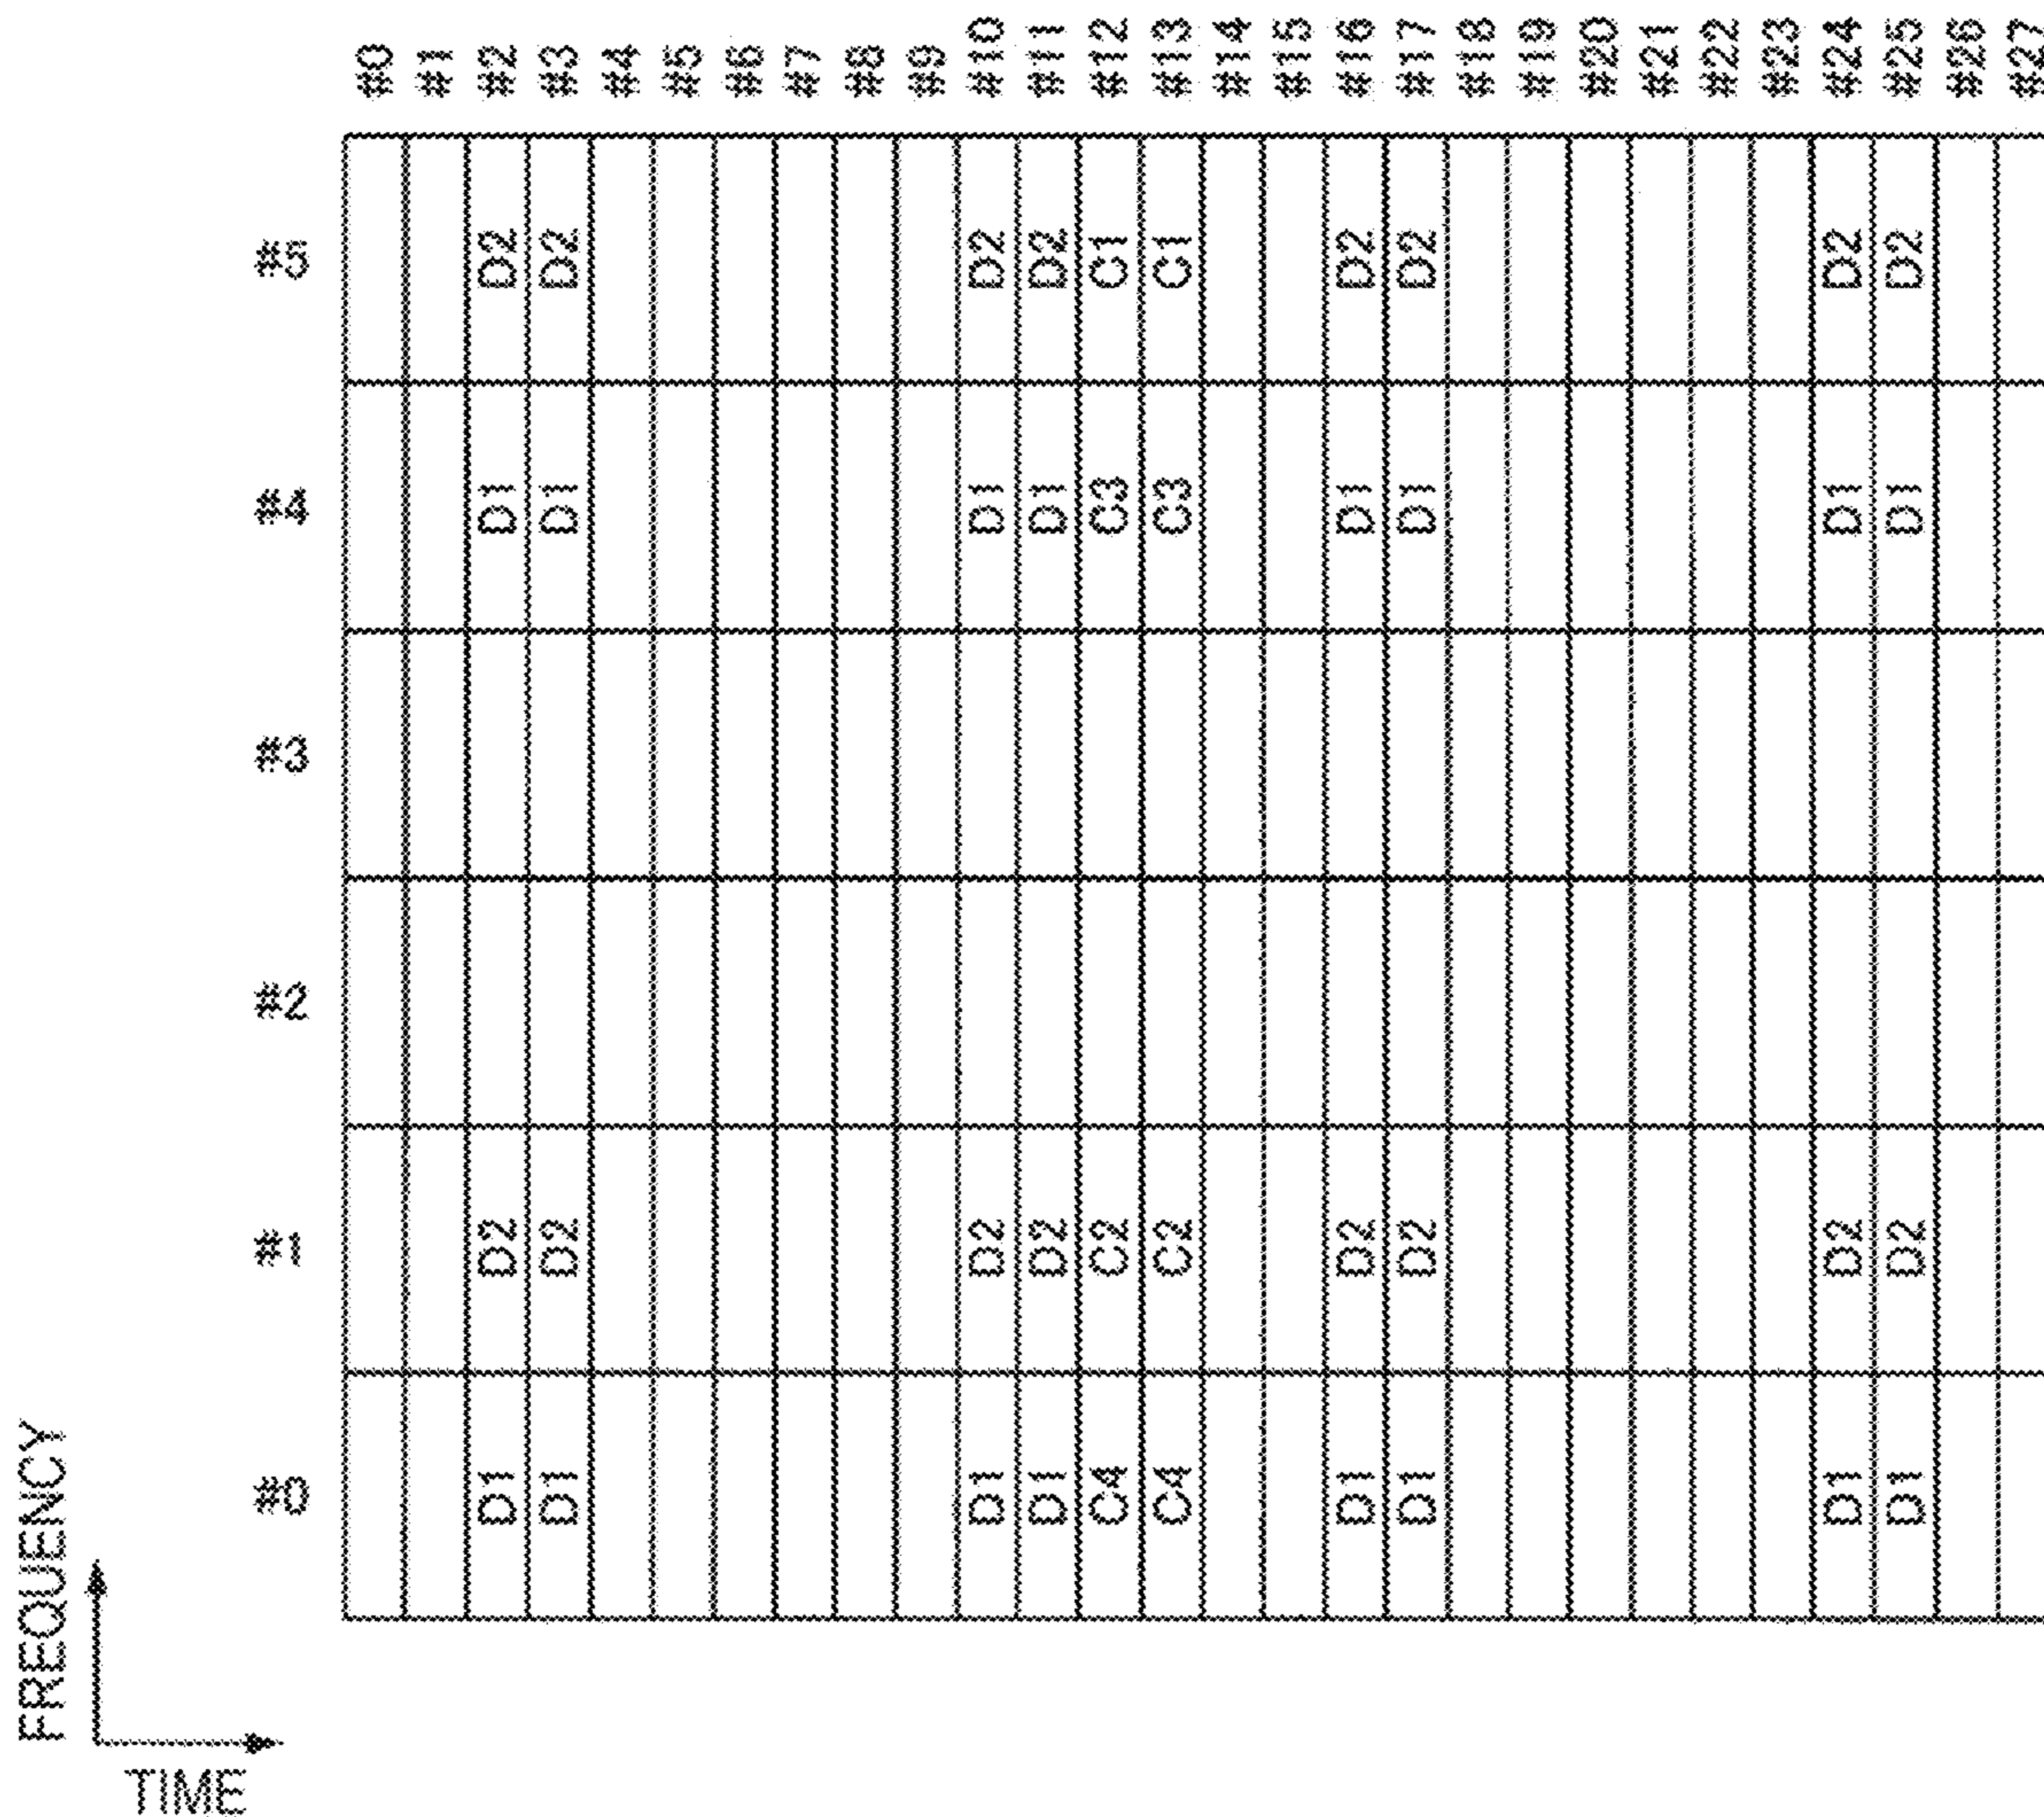 #0 #1 #2 #3 #4 #5 #6 #7 #8 #9 #10 #11 #12 #13 #14 #15 #16 #17 #18 #19 #20 #21 #22 #23 #24 #25 #26 #27
#5 D2 D2 D2 D2 C1 C1 D2 D2 D2 D2
#4 D1 D1 D1 D1 C3 C3 D1 D1 D1 D1
#3
#2
#1 D2 D2 D2 D2 C2 C2 D2 D2 D2 D2
#0 D1 D1 D1 D1 C4 C4 D1 D1 D1 D1
FREQUENCY
TIME